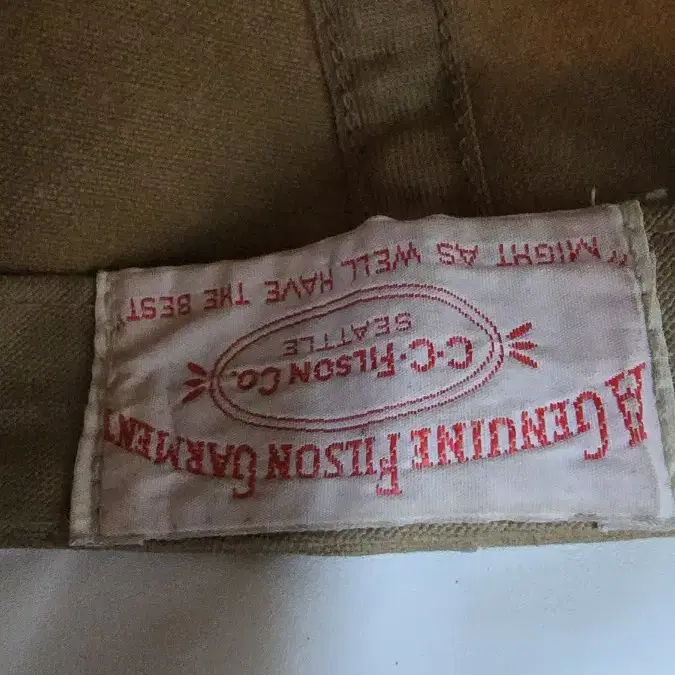 A GENUINE FILSON GARMENT
C·C·FILSON CO.
SEATTLE
"MIGHT AS WELL HAVE THE BEST"